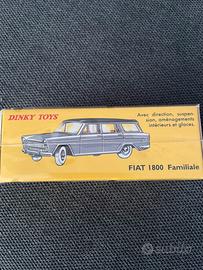 DINKY TOYS
Avec direction, suspen-
sion, aménagements
intérieurs et glaces.
FIAT 1800 Familiale
subito